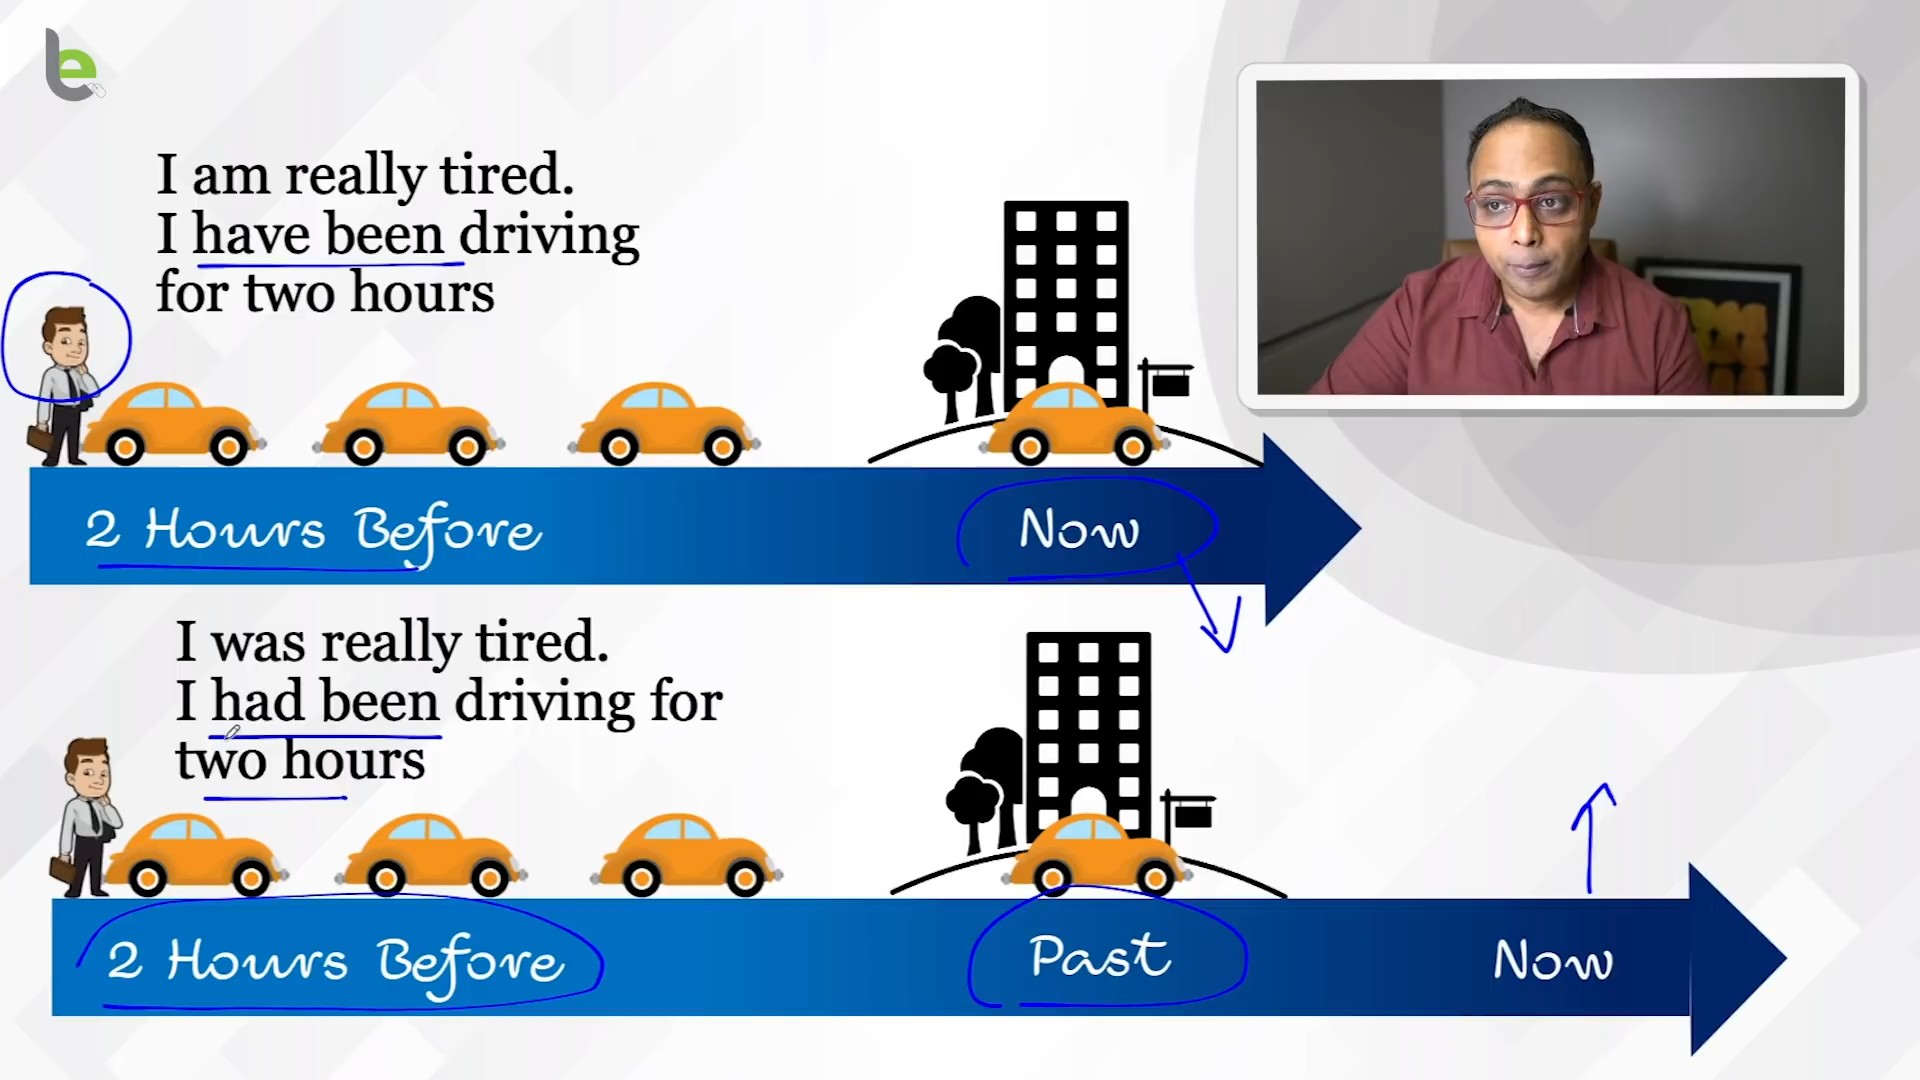 I am really tired.
I have been driving
for two hours
2 Hours Before
Now
I was really tired.
I had been driving for
two hours
2 Hours Before
Past
Now